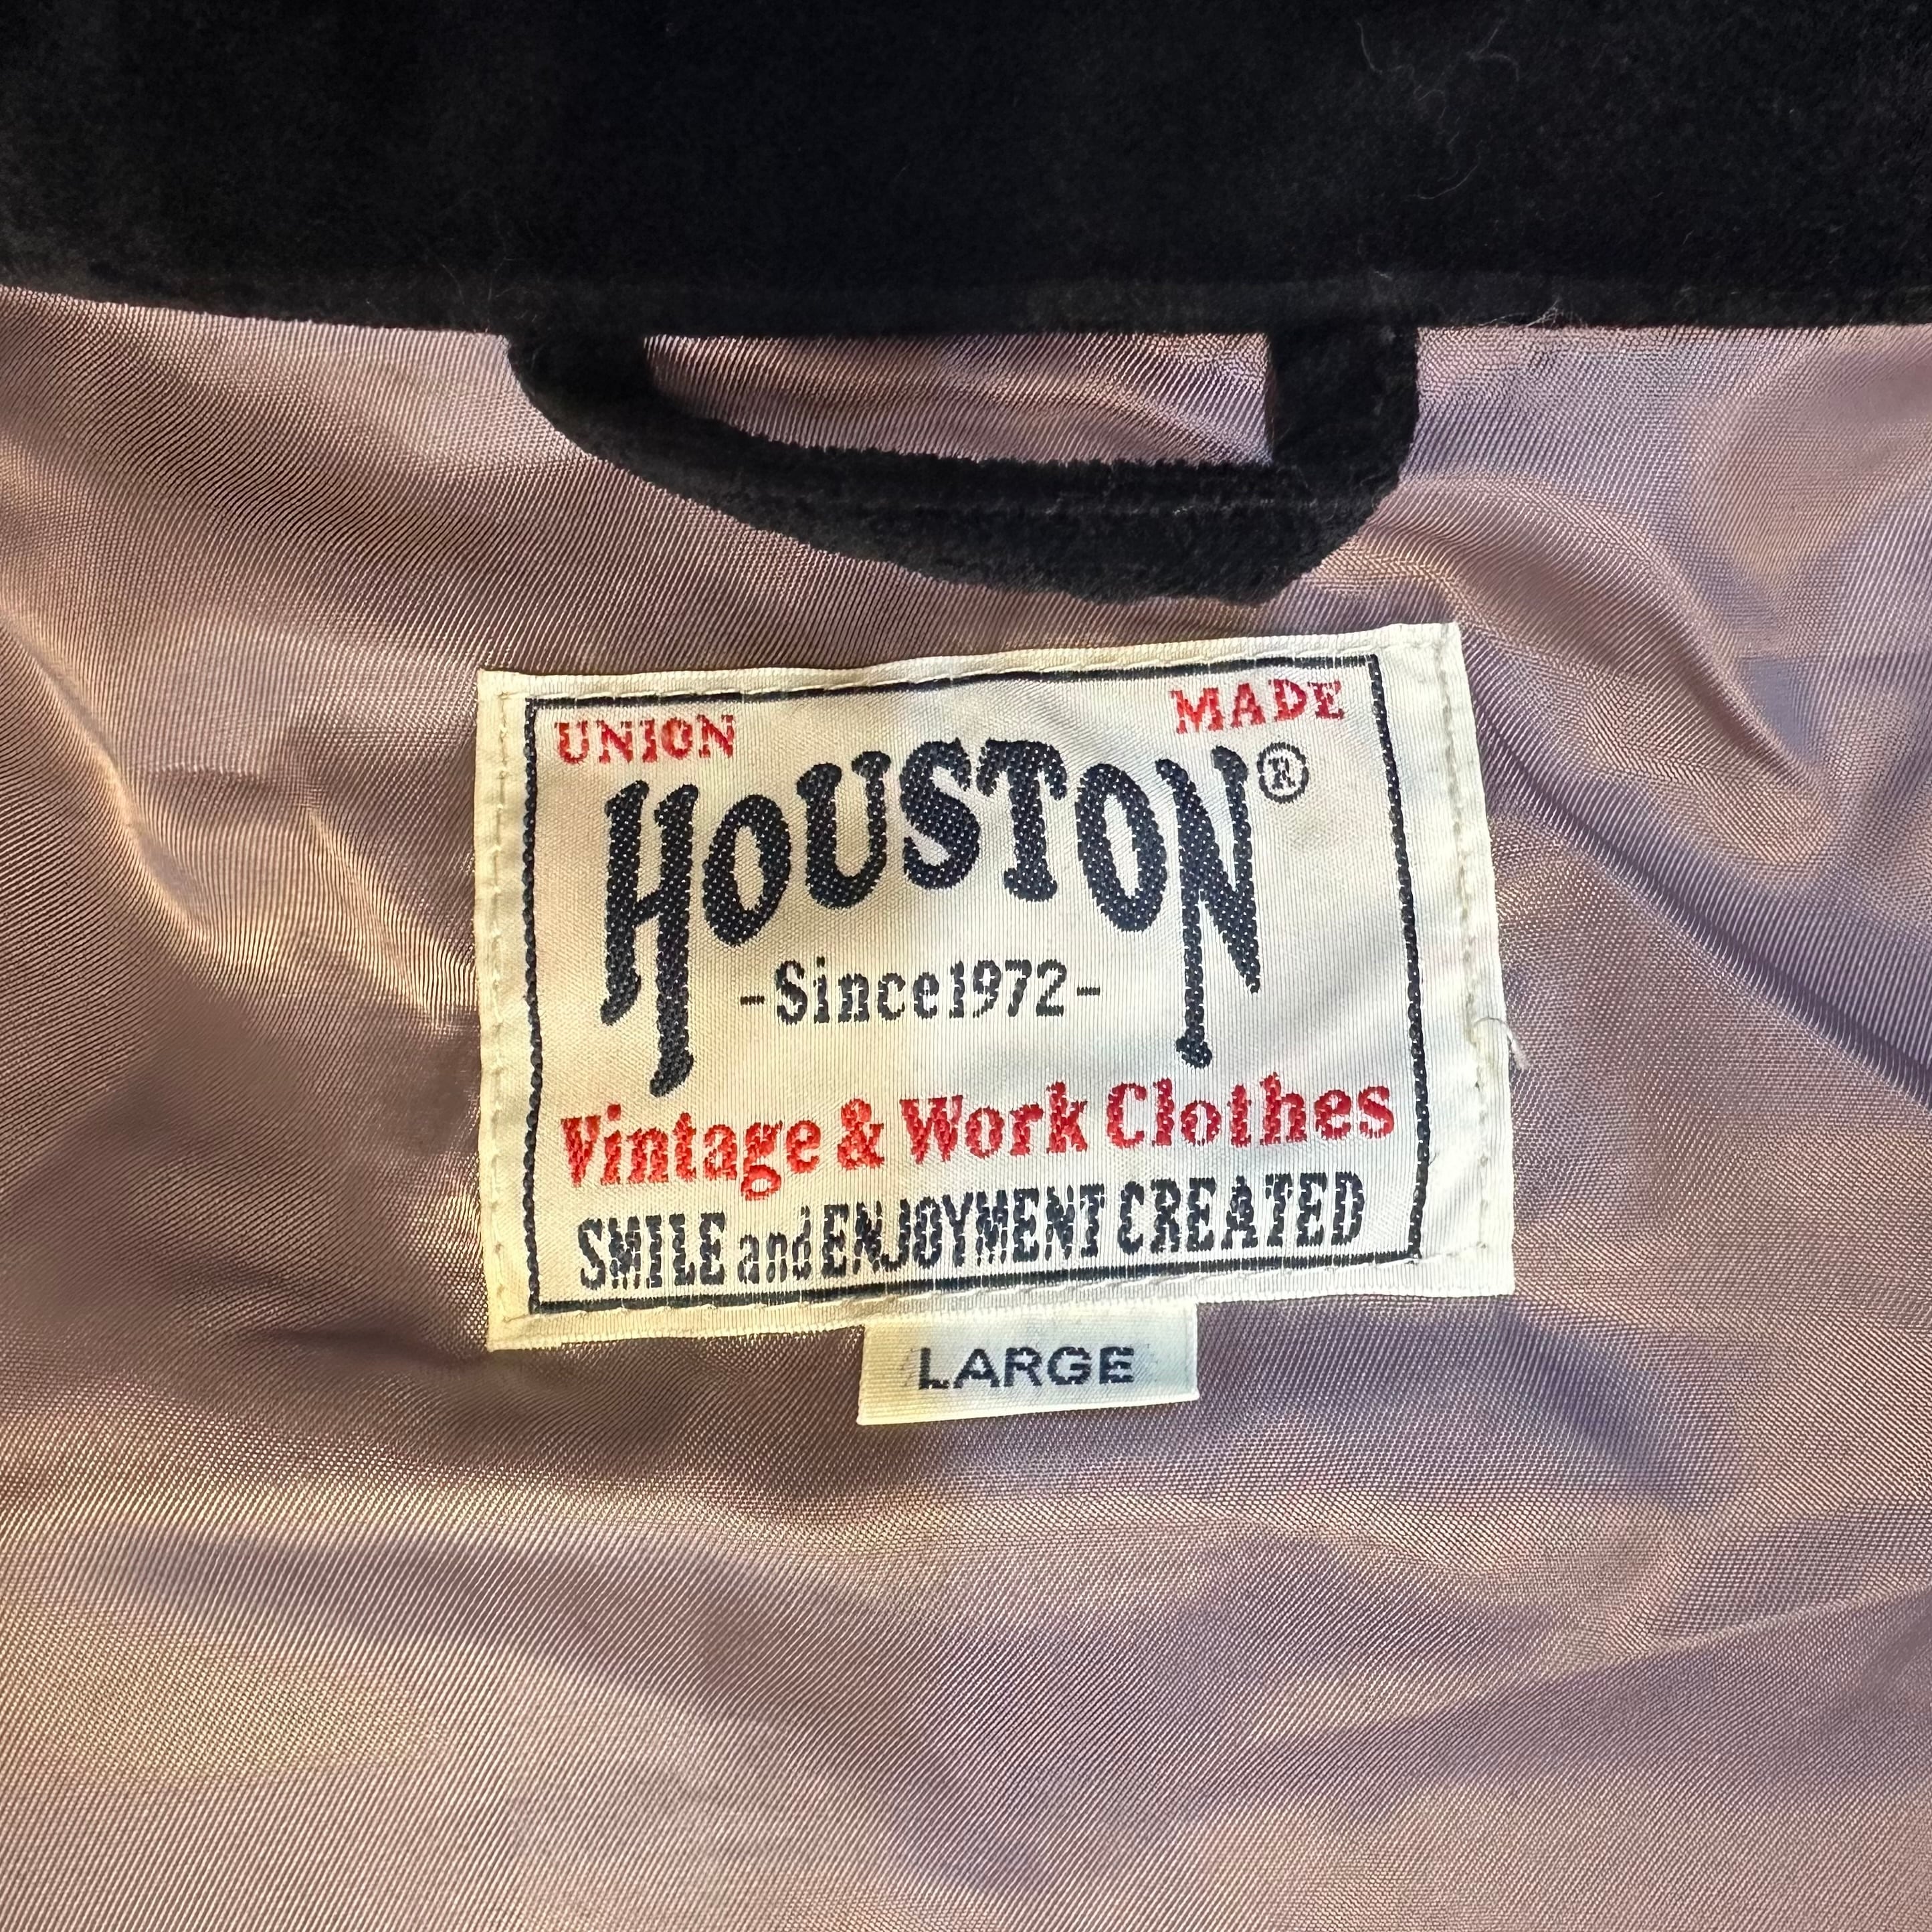 UNION MADE
HOUSTON®
-Since1972-
Vintage & Work Clothes
SMILE and ENJOYMENT CREATED
LARGE